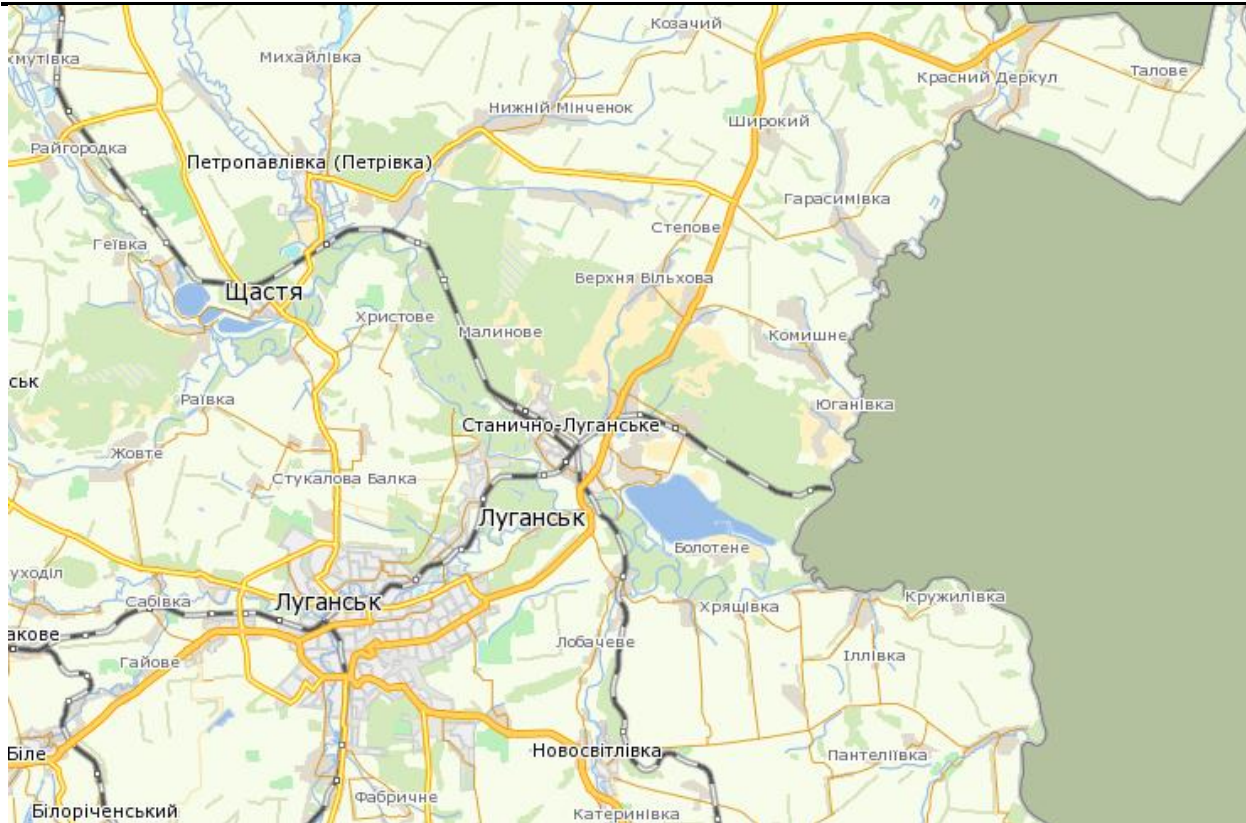 Козачий
хмутівка
Михайлівка
Красний Деркул
Талове
Нижній Мінченок
Широкий
Райгородка
Петропавлівка (Петрівка)
Гарасимівка
Степове
Геївка
Верхня Вільхова
Щастя
Христове
Малинове
Комишне
ськ
Раївка
Юганівка
Станично-Луганське
Жовте
Стукалова Балка
Луганськ
Болотене
уходіл
Сабівка
Луганськ
Хрящівка
Кружилівка
акове
Лобачеве
Гайове
Іллівка
Біле
Новосвітлівка
Пантеліївка
Фабричне
Білоріченський
Катеринівка